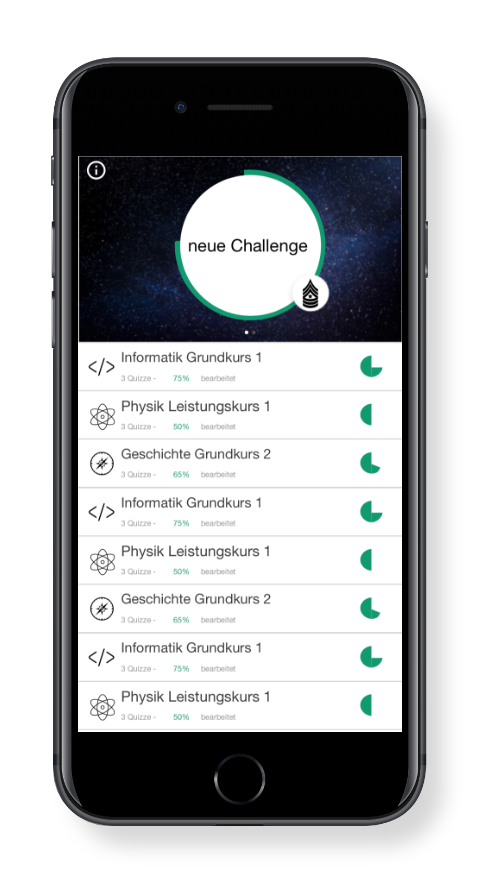 neue Challenge
Informatik Grundkurs 1
3 Quizze - 75% bearbeitet
Physik Leistungskurs 1
3 Quizze - 50% bearbeitet
Geschichte Grundkurs 2
3 Quizze - 65% bearbeitet
Informatik Grundkurs 1
3 Quizze - 75% bearbeitet
Physik Leistungskurs 1
3 Quizze - 50% bearbeitet
Geschichte Grundkurs 2
3 Quizze - 65% bearbeitet
Informatik Grundkurs 1
3 Quizze - 75% bearbeitet
Physik Leistungskurs 1
3 Quizze - 50% bearbeitet